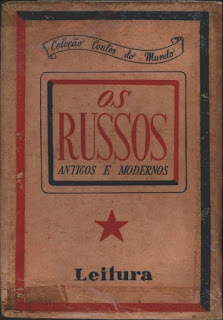 Coleção Contos do Mundo
OS
RUSSOS
ANTIGOS E MODERNOS
Leitura